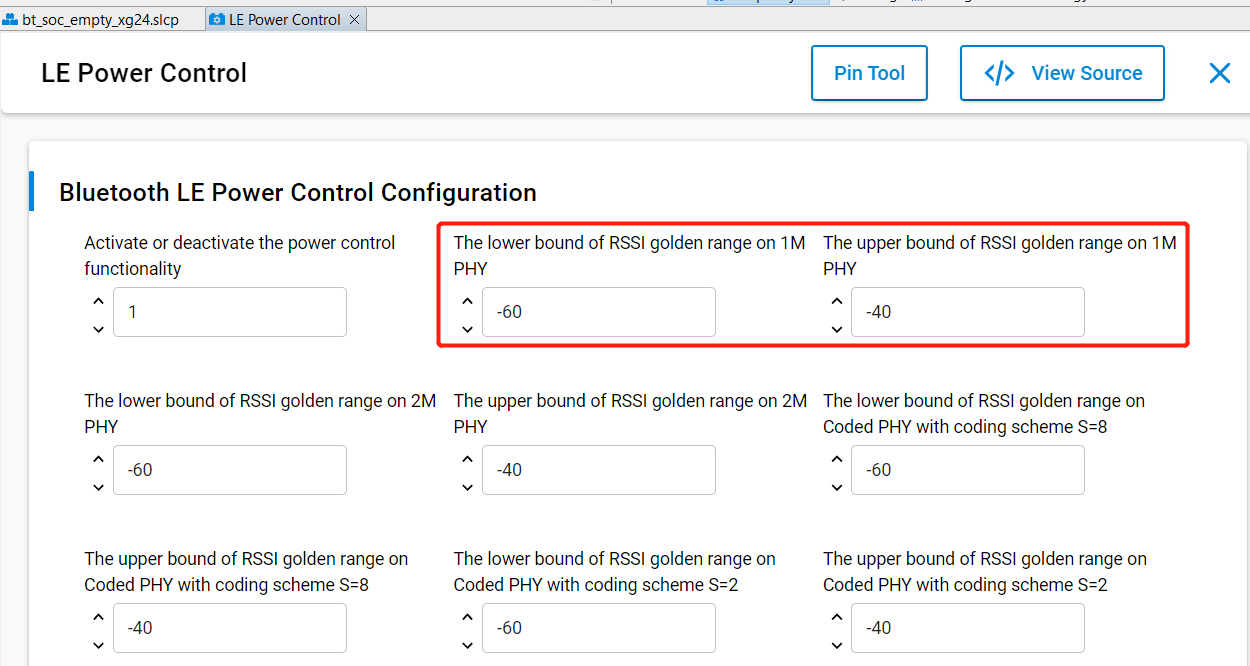 bt_soc_empty_xg24.slcp
LE Power Control
LE Power Control
Pin Tool
</> View Source
Bluetooth LE Power Control Configuration
Activate or deactivate the power control
functionality
1
The lower bound of RSSI golden range on 1M
PHY
-60
The upper bound of RSSI golden range on 1M
PHY
-40
The lower bound of RSSI golden range on 2M
PHY
-60
The upper bound of RSSI golden range on 2M
PHY
-40
The lower bound of RSSI golden range on
Coded PHY with coding scheme S=8
-60
The upper bound of RSSI golden range on
Coded PHY with coding scheme S=8
-40
The lower bound of RSSI golden range on
Coded PHY with coding scheme S=2
-60
The upper bound of RSSI golden range on
Coded PHY with coding scheme S=2
-40